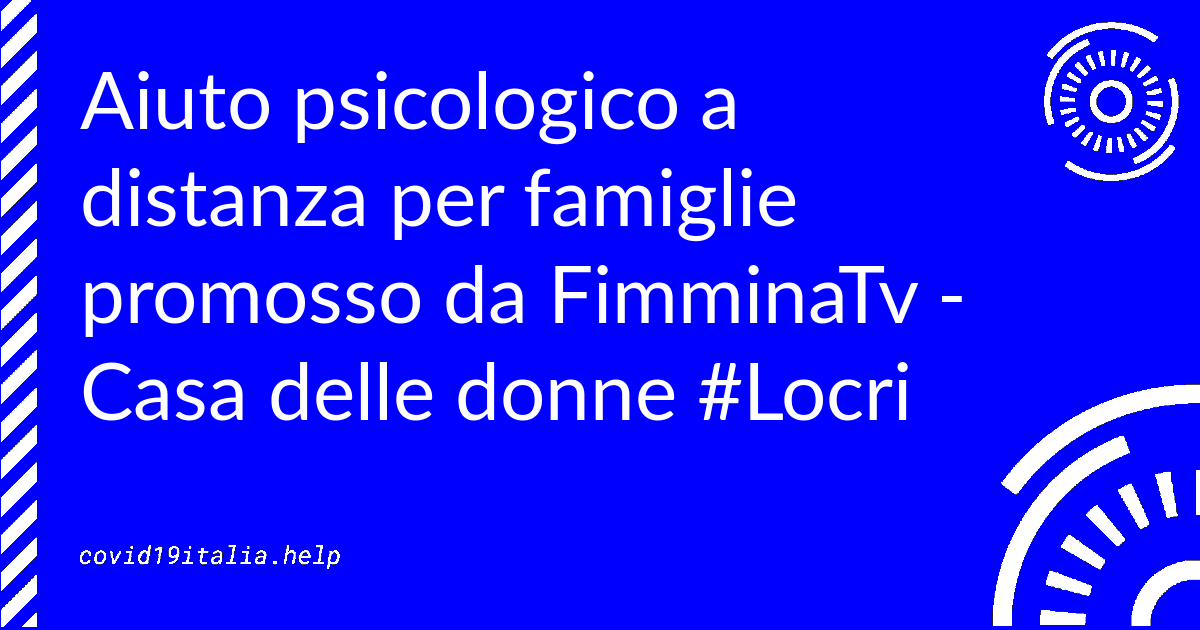 Aiuto psicologico a
distanza per famiglie
promosso da FimminaTv -
Casa delle donne #Locri
covid19italia.help